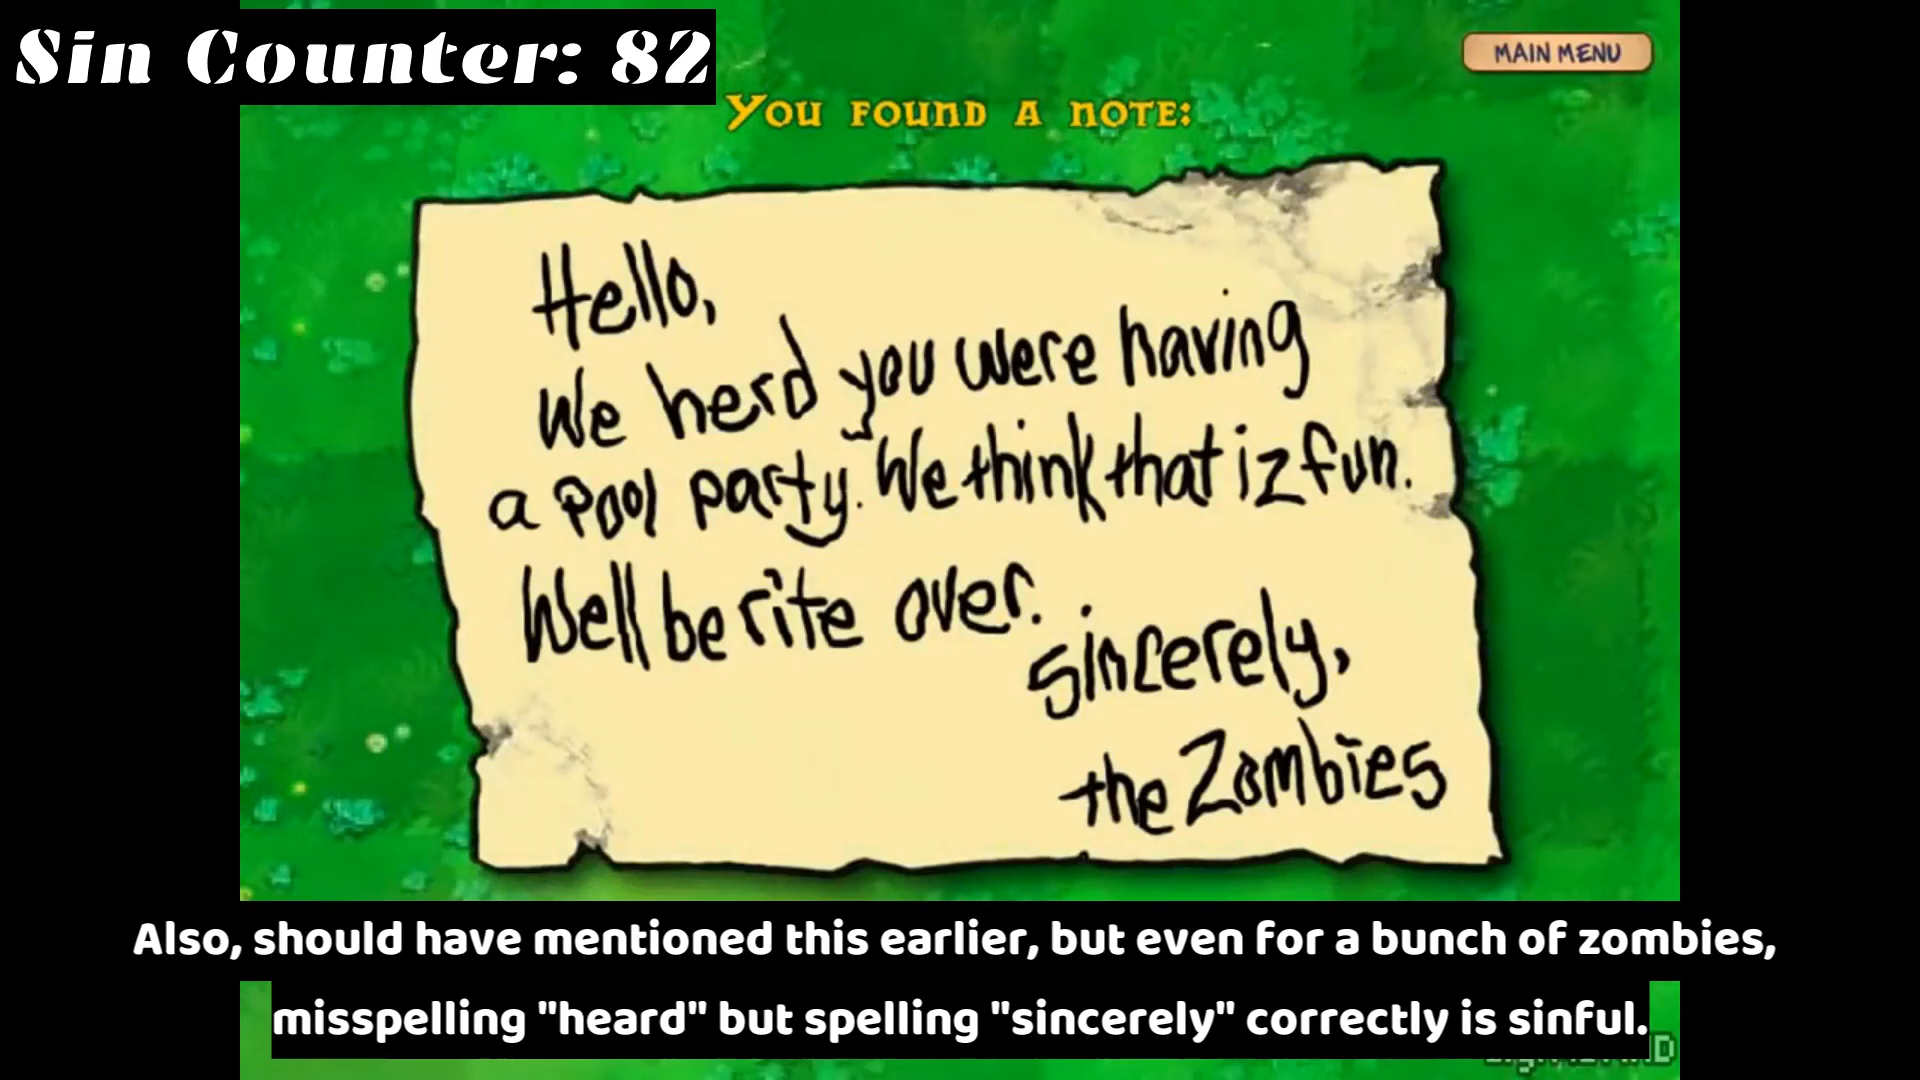 Sin Counter: 82
MAIN MENU
You found a note:
Hello,
We herd you were having
a pool party. We think that iz fun.
Well be rite over.
sincerely,
the Zombies
Also, should have mentioned this earlier, but even for a bunch of zombies,
misspelling "heard" but spelling "sincerely" correctly is sinful.